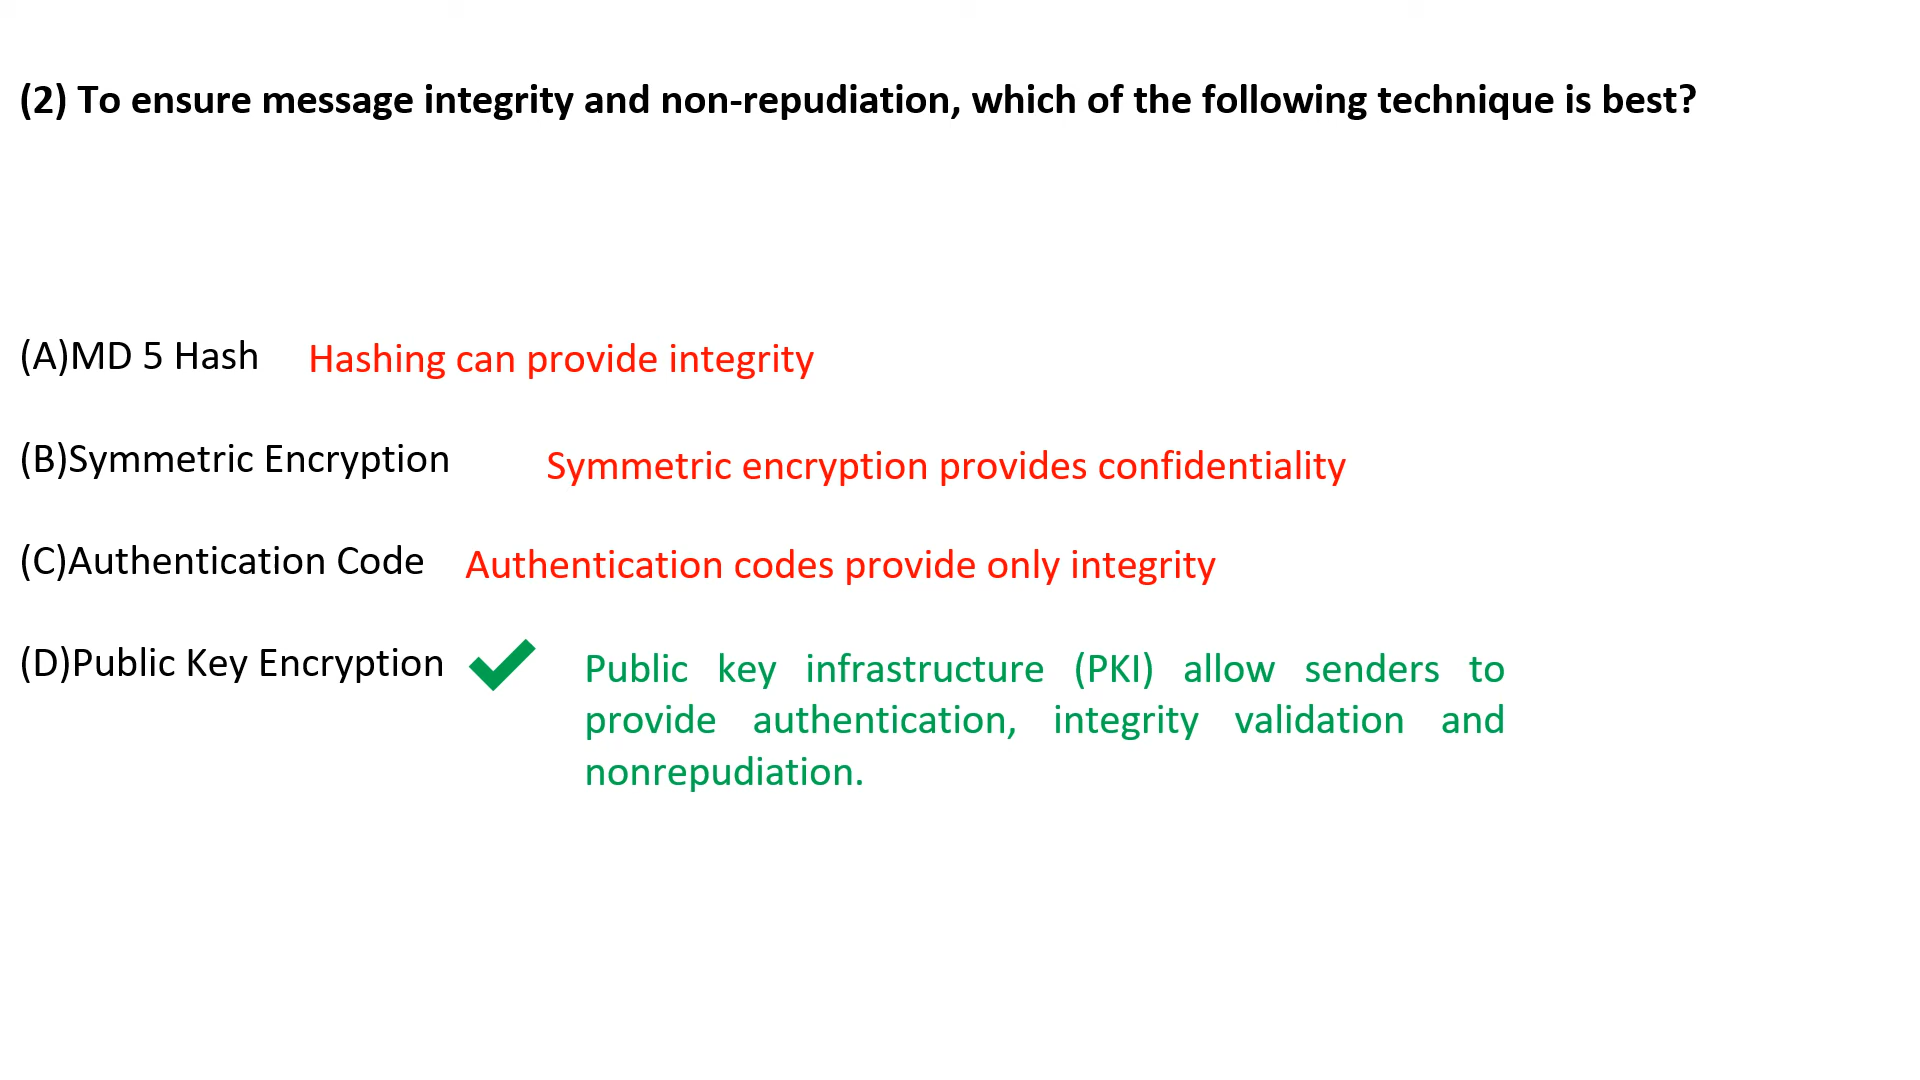 (2) To ensure message integrity and non-repudiation, which of the following technique is best?
(A)MD 5 Hash Hashing can provide integrity
(B)Symmetric Encryption Symmetric encryption provides confidentiality
(C)Authentication Code Authentication codes provide only integrity
(D)Public Key Encryption Public key infrastructure (PKI) allow senders to
provide authentication, integrity validation and
nonrepudiation.